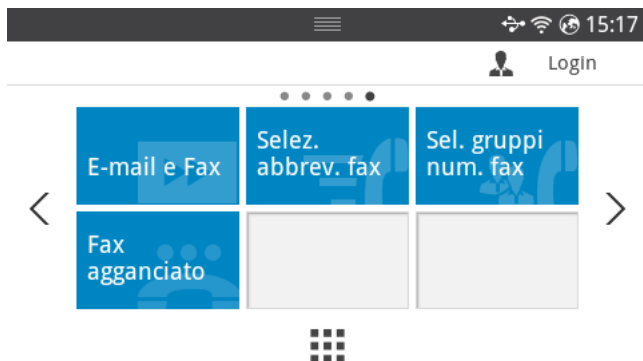 15:17
Login
E-mail e Fax
Selez.
abbrev. fax
Sel. gruppi
num. fax
Fax
agganciato